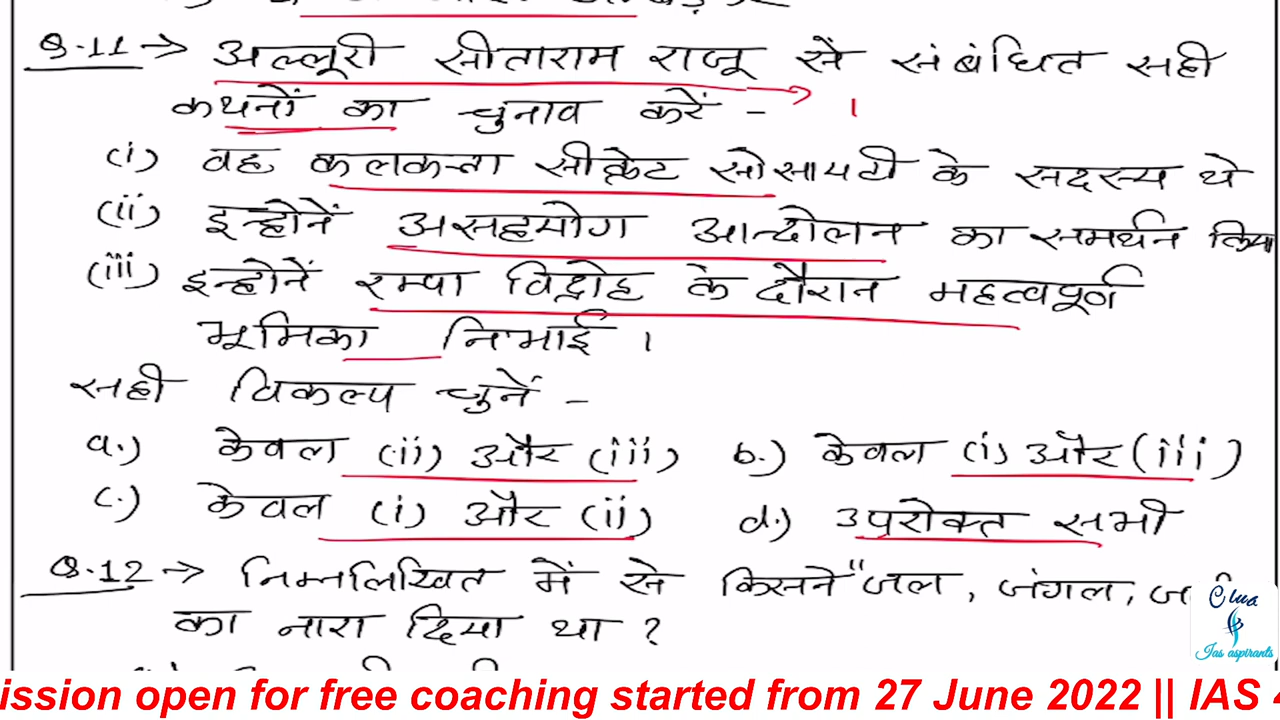 Q.11 → अल्लूरी सीताराम राजू से संबंधित सही
कथनों का चुनाव करें -
(i) वह कलकत्ता सीक्रेट सोसायटी के सदस्य थे
(ii) इन्होनें असहयोग आन्दोलन का समर्थन किया
(iii) इन्होनें रम्पा विद्रोह के दौरान महत्वपूर्ण
भूमिका निभाई ।
सही विकल्प चुनें -
a.) केवल (ii) और (iii) b.) केवल (i) और (iii)
c.) केवल (i) और (ii) d.) उपरोक्त सभी
Q.12 → निम्नलिखित में से किसने "जल, जंगल,
का नारा दिया था ?
Ias aspirants
ission open for free coaching started from 27 June 2022 || IAS